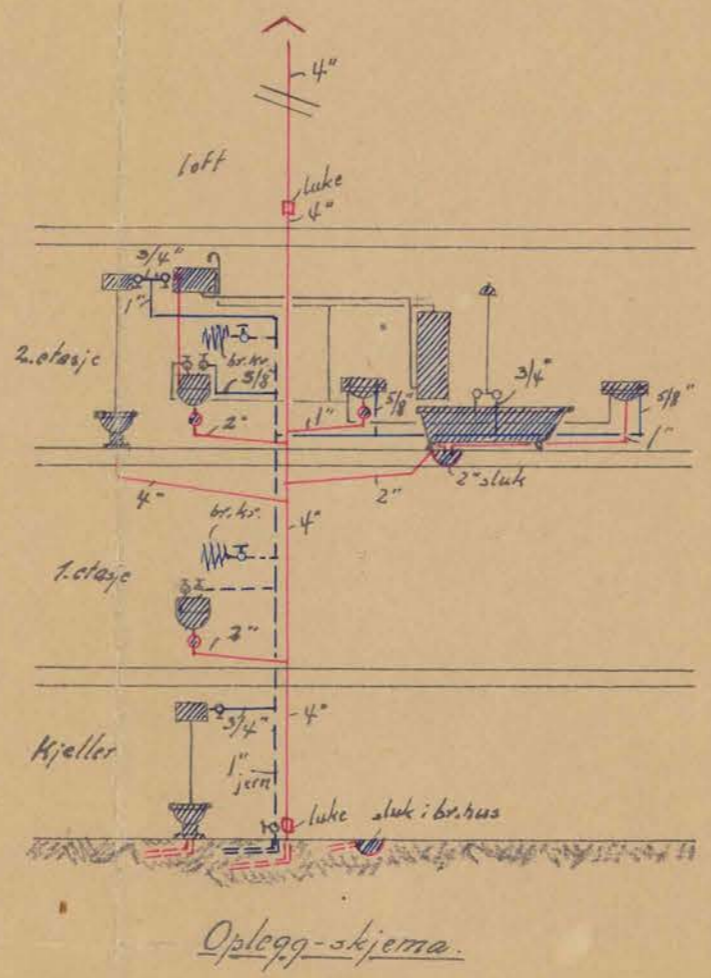 4"
loft
luke
4"
3/4"
1"
2. etasje
br.kr.
5/8"
2"
1"
5/8"
3/4"
5/8"
1"
2" sluk
4"
2"
br.kr.
4"
1. etasje
2"
3/4"
4"
Kjeller
1"
jern
luke sluk i br.hus
Oplegg-skjema.